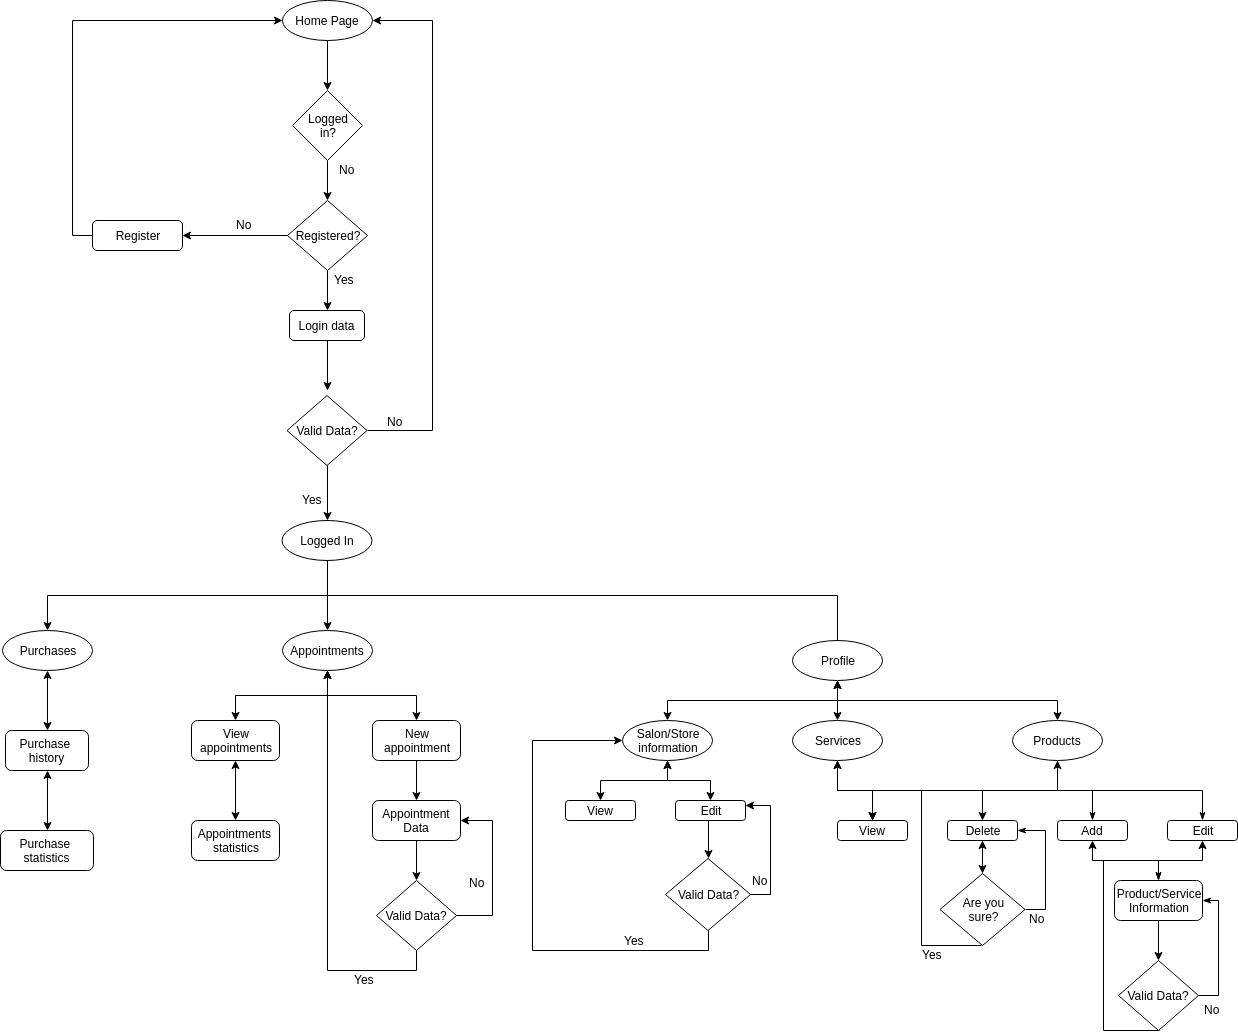 Home Page
Logged
in?
No
Registered?
No
Register
Yes
Login data
Valid Data?
No
Yes
Logged In
Purchases
Appointments
Profile
Purchase
history
View
appointments
New
appointment
Salon/Store
information
Services
Products
Purchase
statistics
Appointments
statistics
Appointment
Data
View
Edit
View
Delete
Add
Edit
Valid Data?
No
Yes
Valid Data?
No
Yes
Are you
sure?
No
Yes
Product/Service
Information
Valid Data?
No